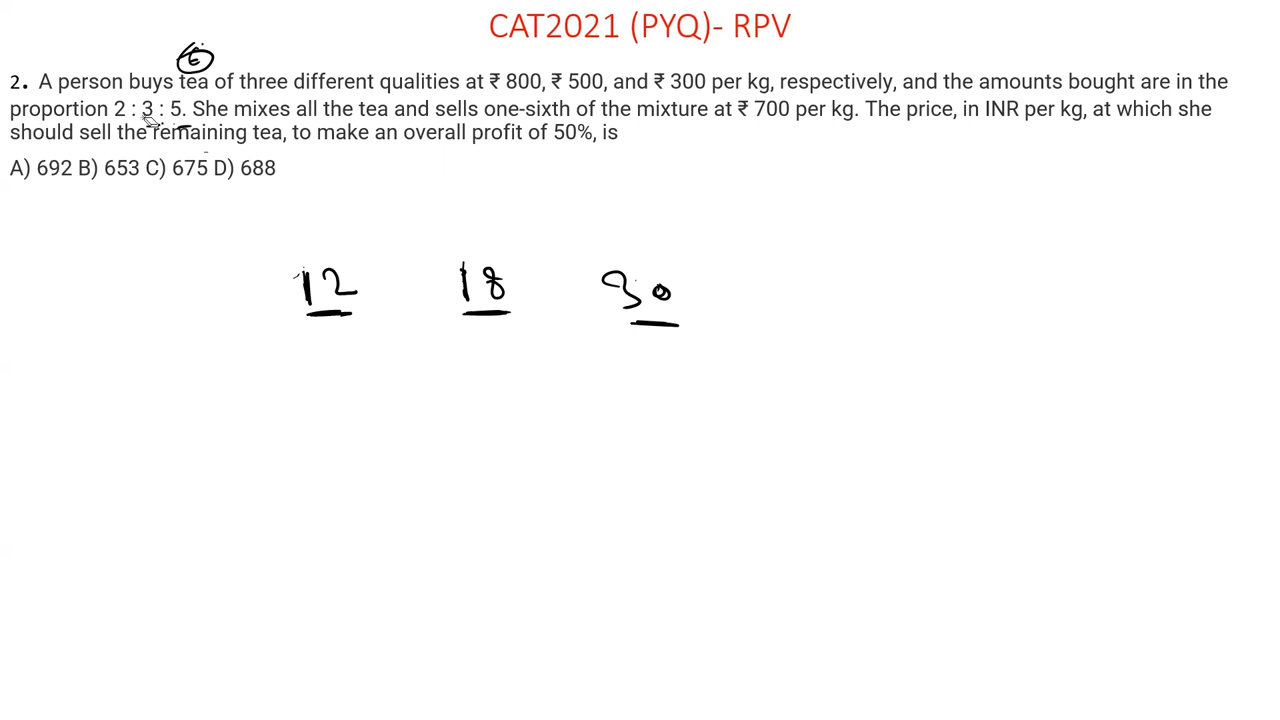 CAT2021 (PYQ)- RPV
6
2. A person buys tea of three different qualities at ₹ 800, ₹ 500, and ₹ 300 per kg, respectively, and the amounts bought are in the
proportion 2 : 3 : 5. She mixes all the tea and sells one-sixth of the mixture at ₹ 700 per kg. The price, in INR per kg, at which she
should sell the remaining tea, to make an overall profit of 50%, is
A) 692 B) 653 C) 675 D) 688
12 18 30